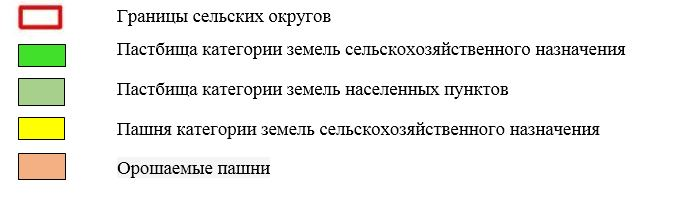 Границы сельских округов
Пастбища категории земель сельскохозяйственного назначения
Пастбища категории земель населенных пунктов
Пашня категории земель сельскохозяйственного назначения
Орошаемые пашни